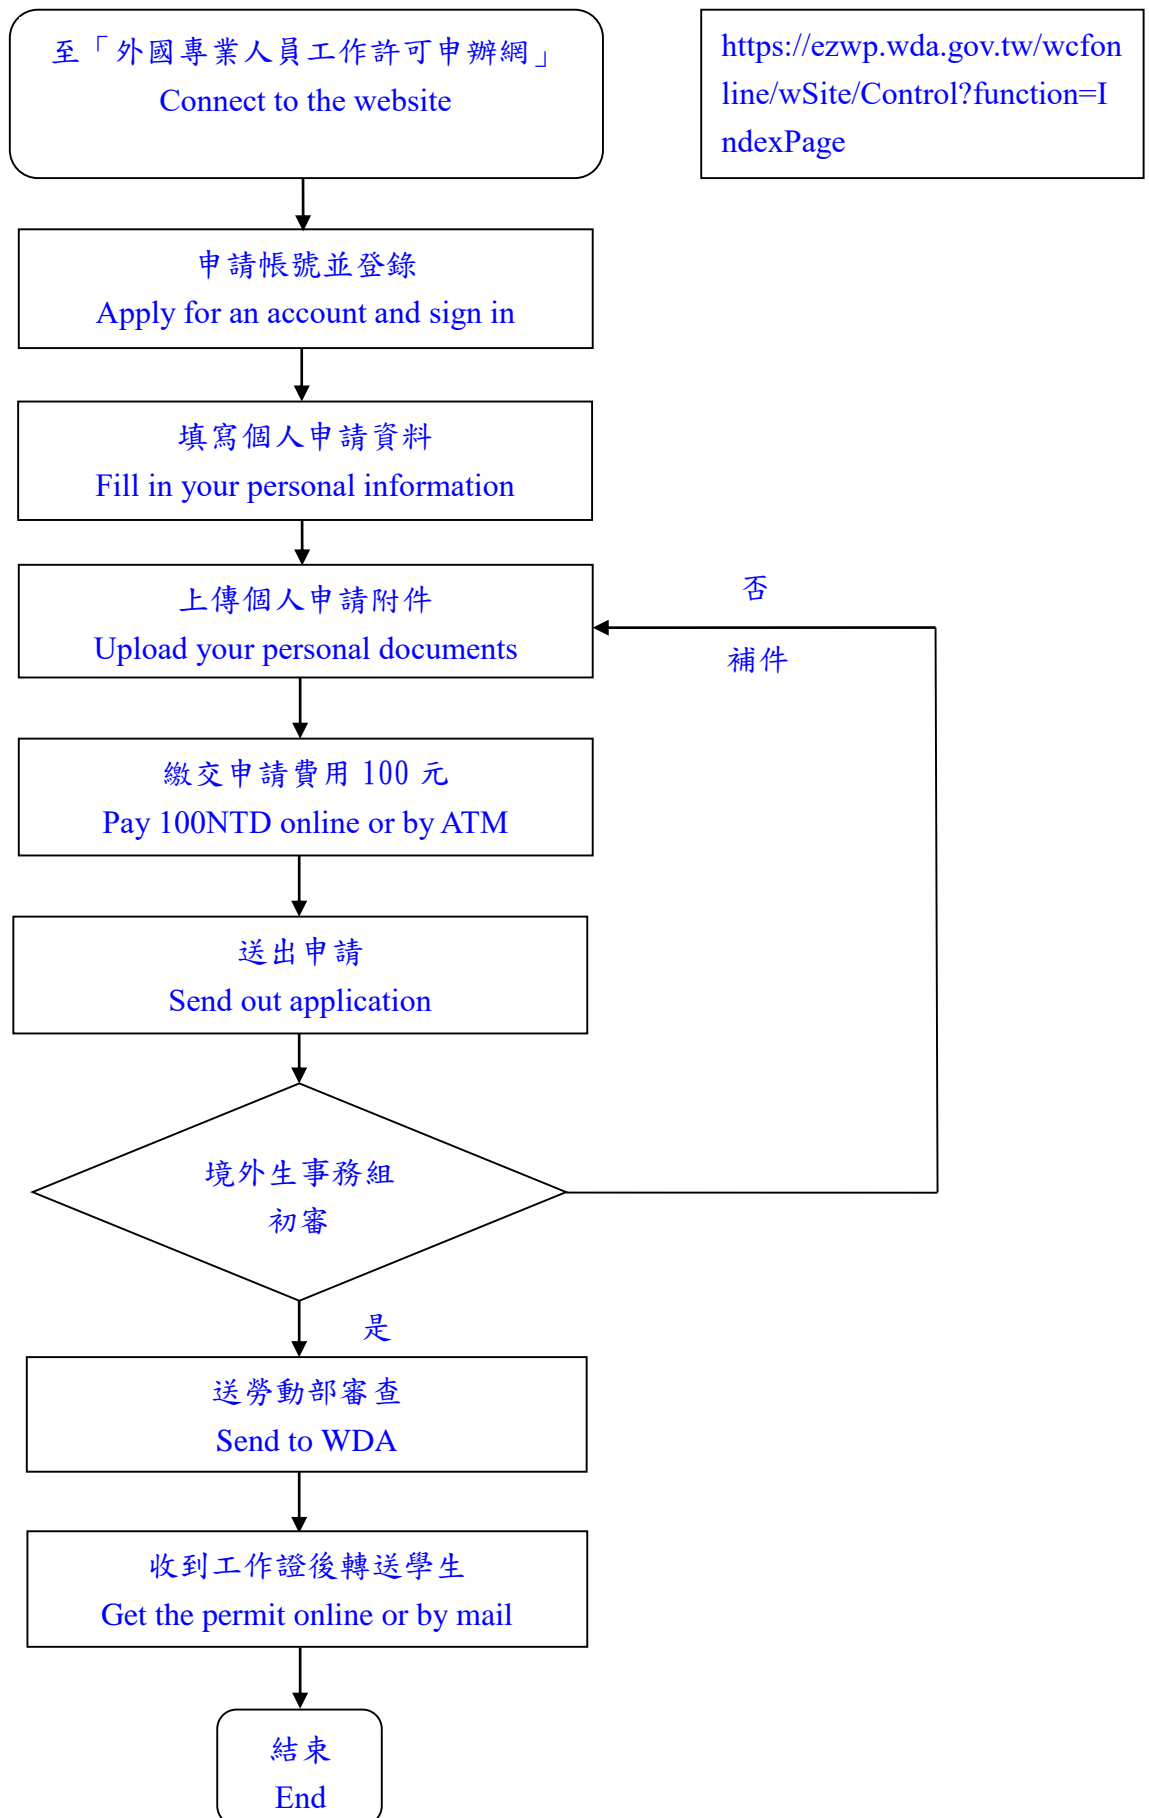 至「外國專業人員工作許可申辦網」
Connect to the website
https://ezwp.wda.gov.tw/wcfon
line/wSite/Control?function=I
ndexPage
申請帳號並登錄
Apply for an account and sign in
填寫個人申請資料
Fill in your personal information
上傳個人申請附件
Upload your personal documents
否
補件
繳交申請費用 100 元
Pay 100NTD online or by ATM
送出申請
Send out application
境外生事務組
初審
是
送勞動部審查
Send to WDA
收到工作證後轉送學生
Get the permit online or by mail
結束
End